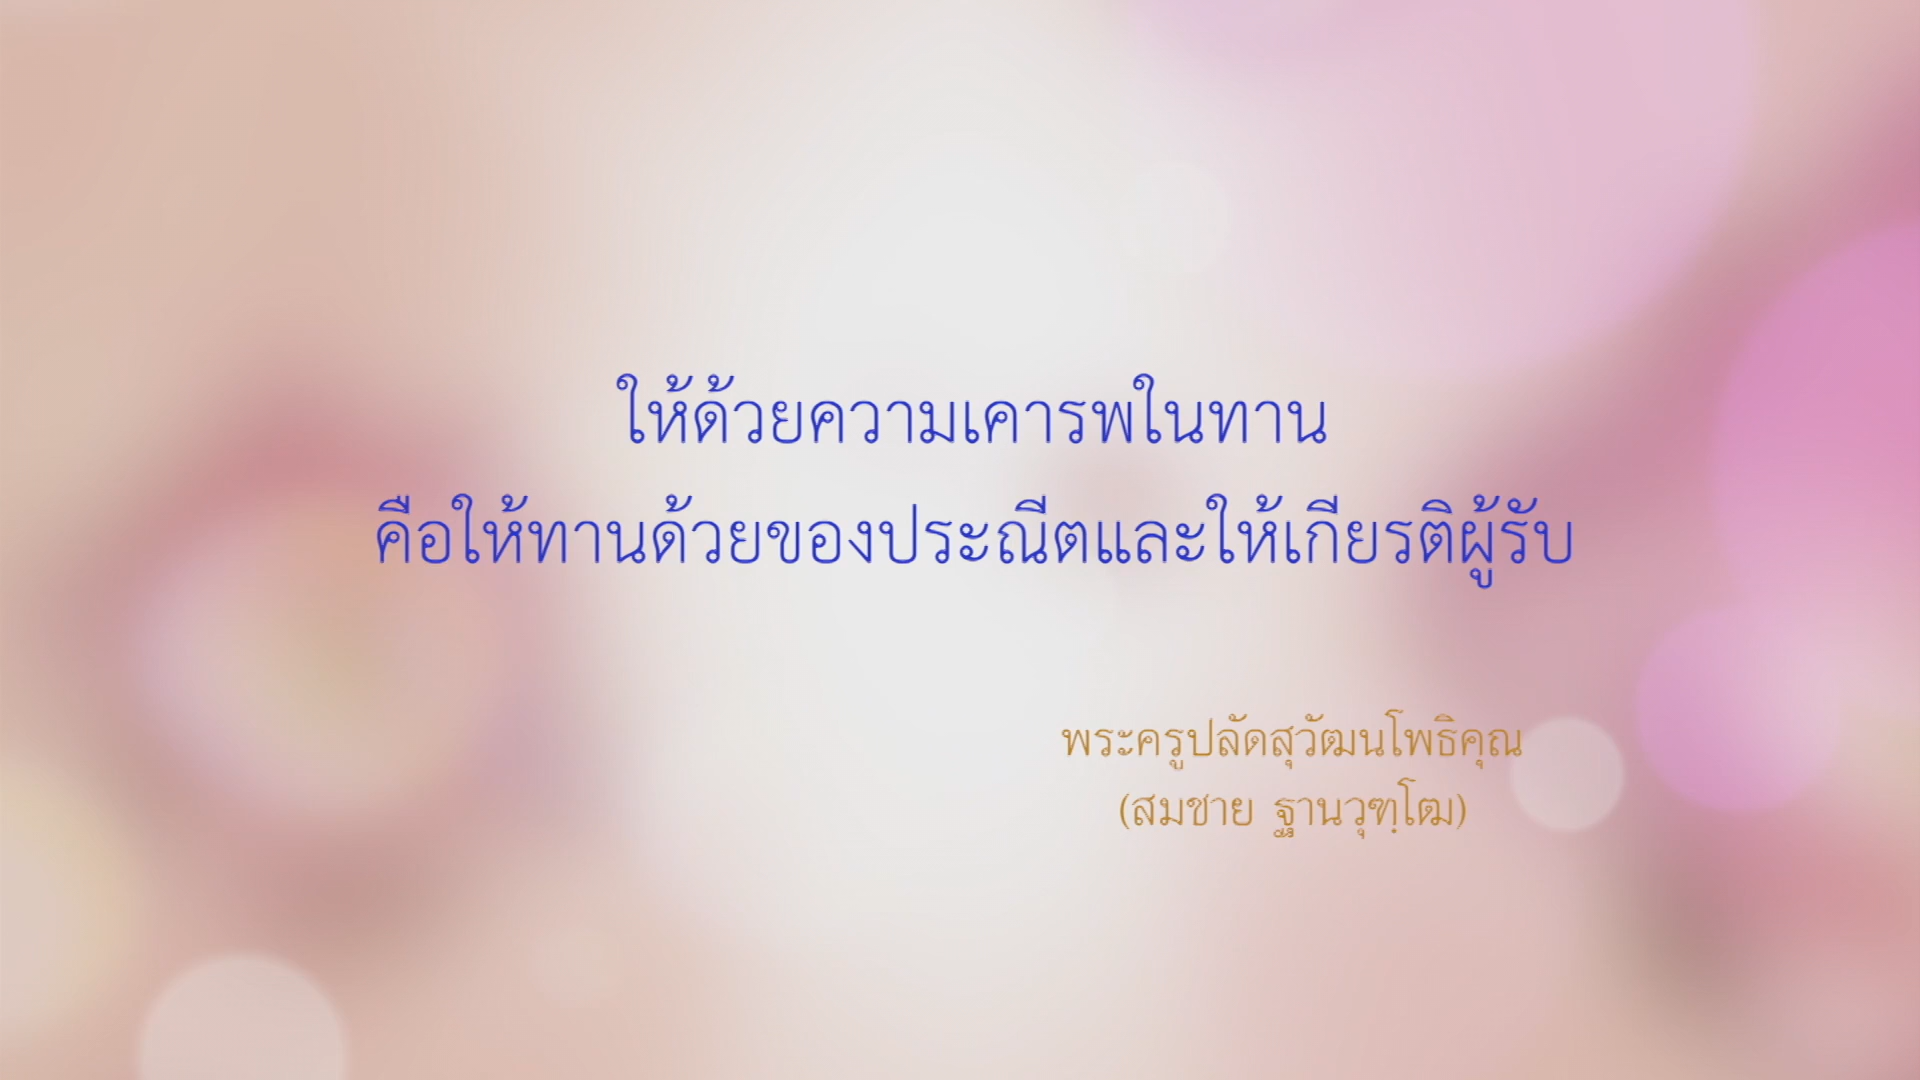 ให้ด้วยความเคารพในทาน
คือให้ทานด้วยของประณีตและให้เกียรติผู้รับ
พระครูปลัดสุวัฒนโพธิคุณ
(สมชาย ฐานวุฑฺโฒ)